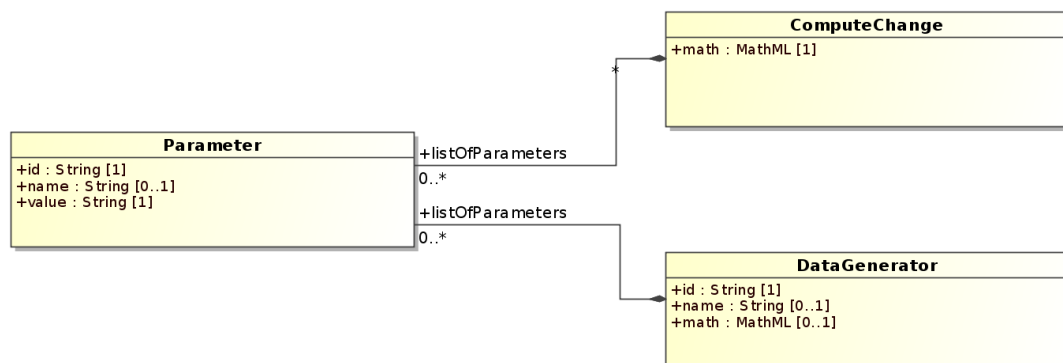 ComputeChange
+math : MathML [1]
*
Parameter
+id : String [1]
+name : String [0..1]
+value : String [1]
+listOfParameters
0..*
+listOfParameters
0..*
DataGenerator
+id : String [1]
+name : String [0..1]
+math : MathML [0..1]